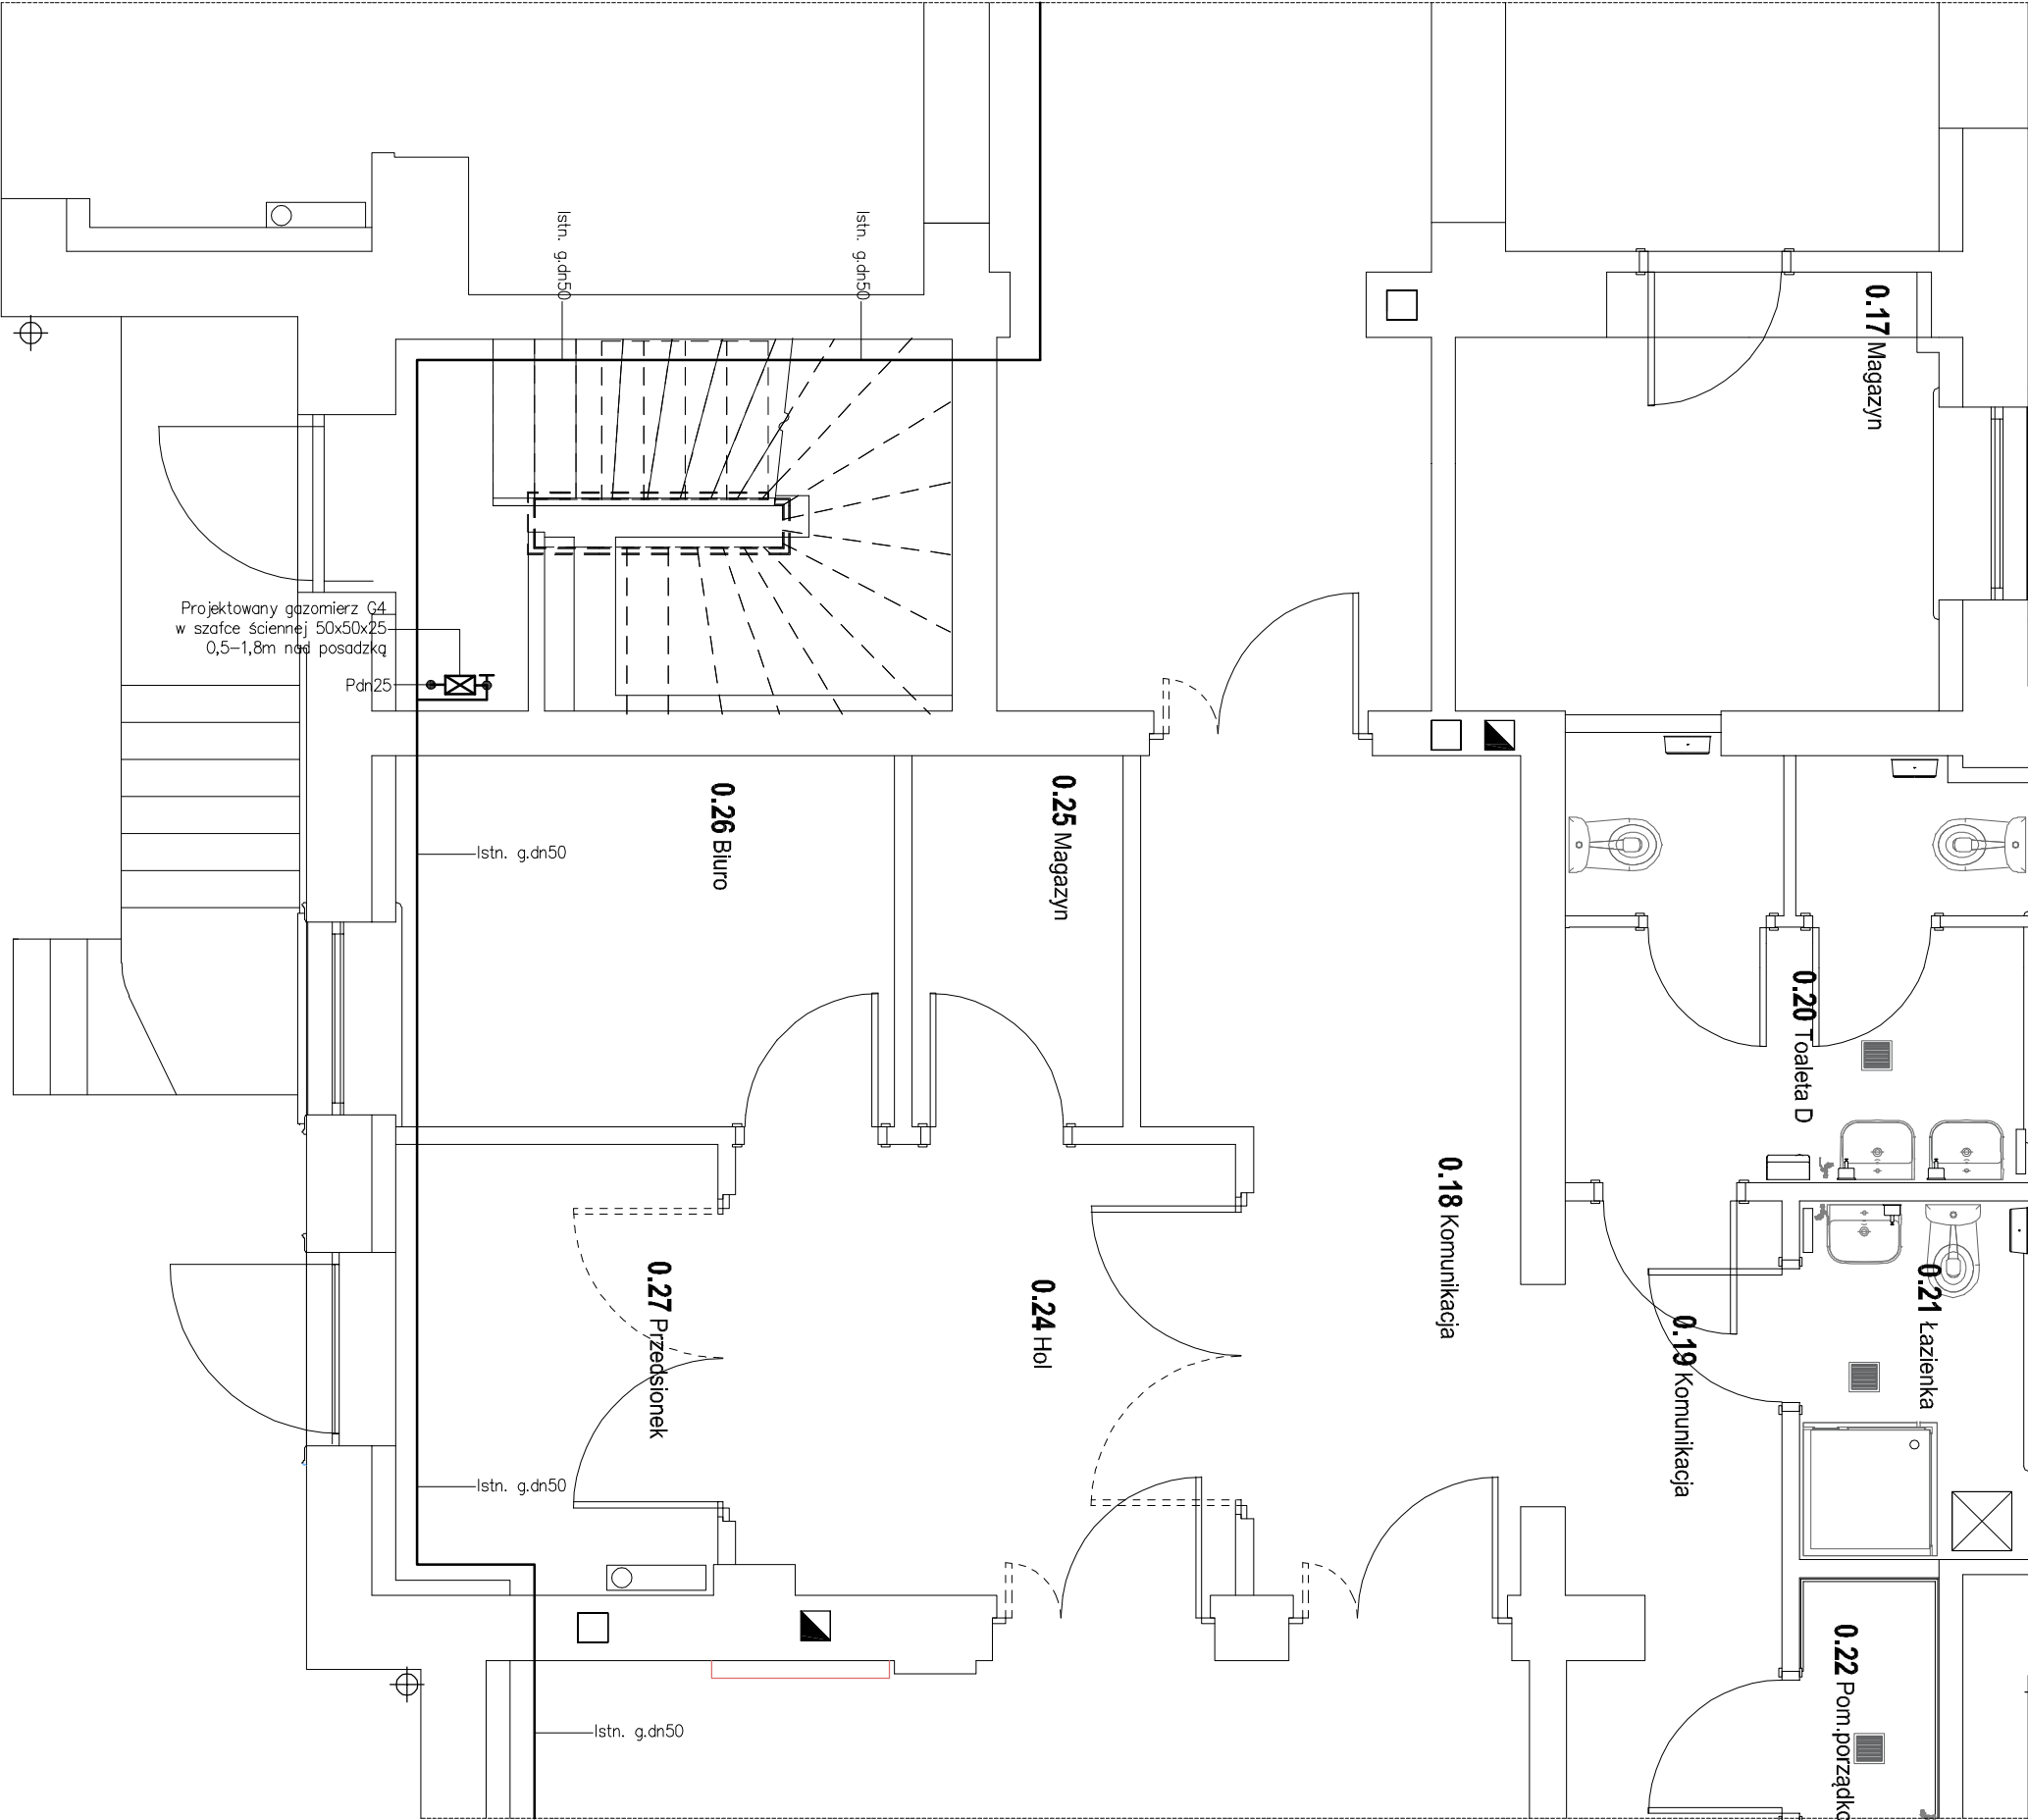 Istn. g.dn50
Istn. g.dn50
0.17 Magazyn
Projektowany gazomierz G4
w szafce ściennej 50x50x25
0,5-1,8m nad posadzką
Pdn25
0.26 Biuro
0.25 Magazyn
Istn. g.dn50
0.20 Toaleta D
0.18 Komunikacja
0.27 Przedsionek
0.24 Hol
0.21 Łazienka
0.19 Komunikacja
Istn. g.dn50
0.22 Pom.porządko
Istn. g.dn50